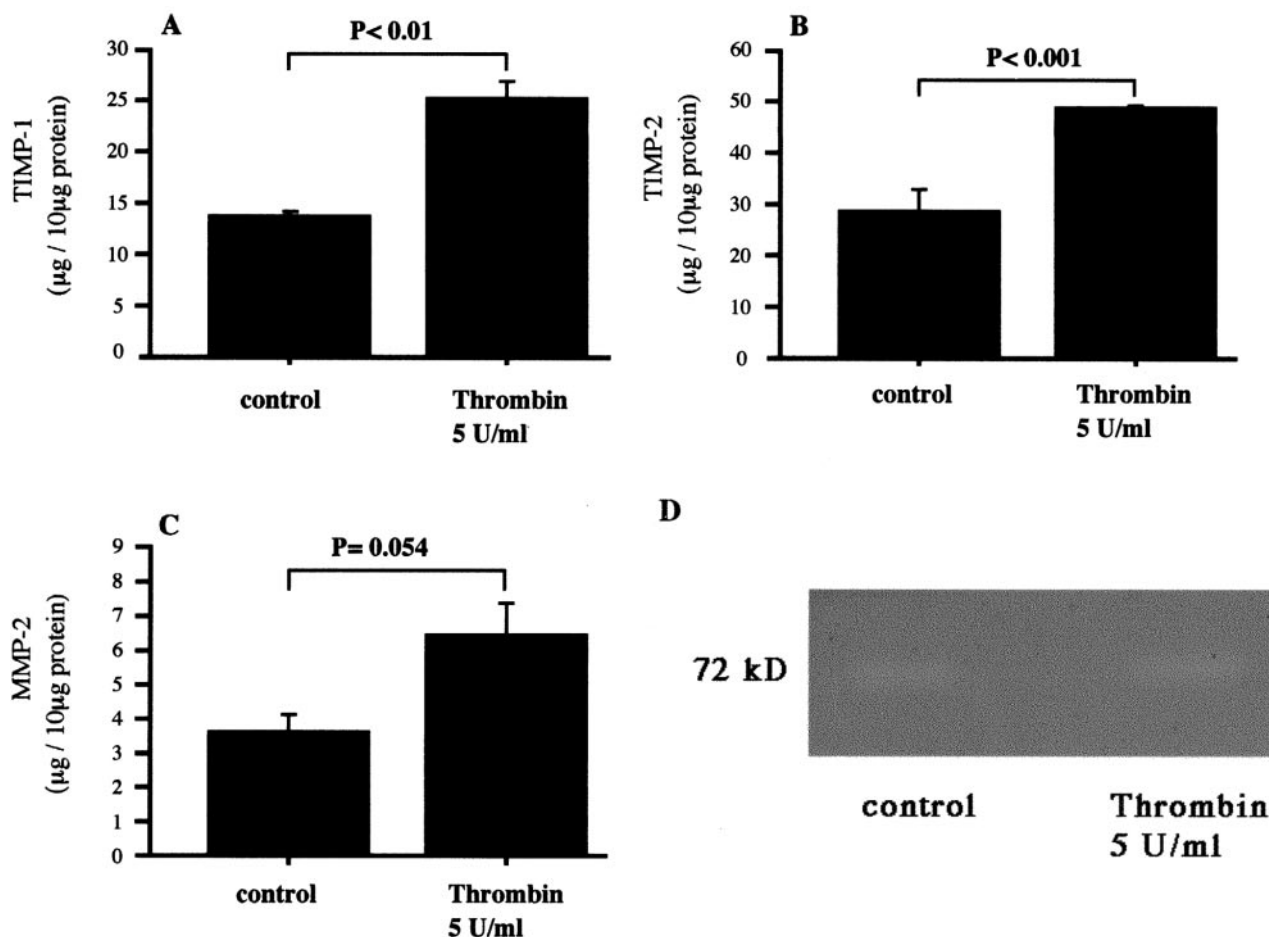 A
P< 0.01
30
25
20
15
10
5
0
TIMP-1
(µg / 10µg protein)
control
Thrombin
5 U/ml
B
P< 0.001
60
50
40
30
20
10
0
TIMP-2
(µg / 10µg protein)
control
Thrombin
5 U/ml
C
P= 0.054
9
8
7
6
5
4
3
2
1
0
MMP-2
(µg / 10µg protein)
control
Thrombin
5 U/ml
D
72 kD
control
Thrombin
5 U/ml